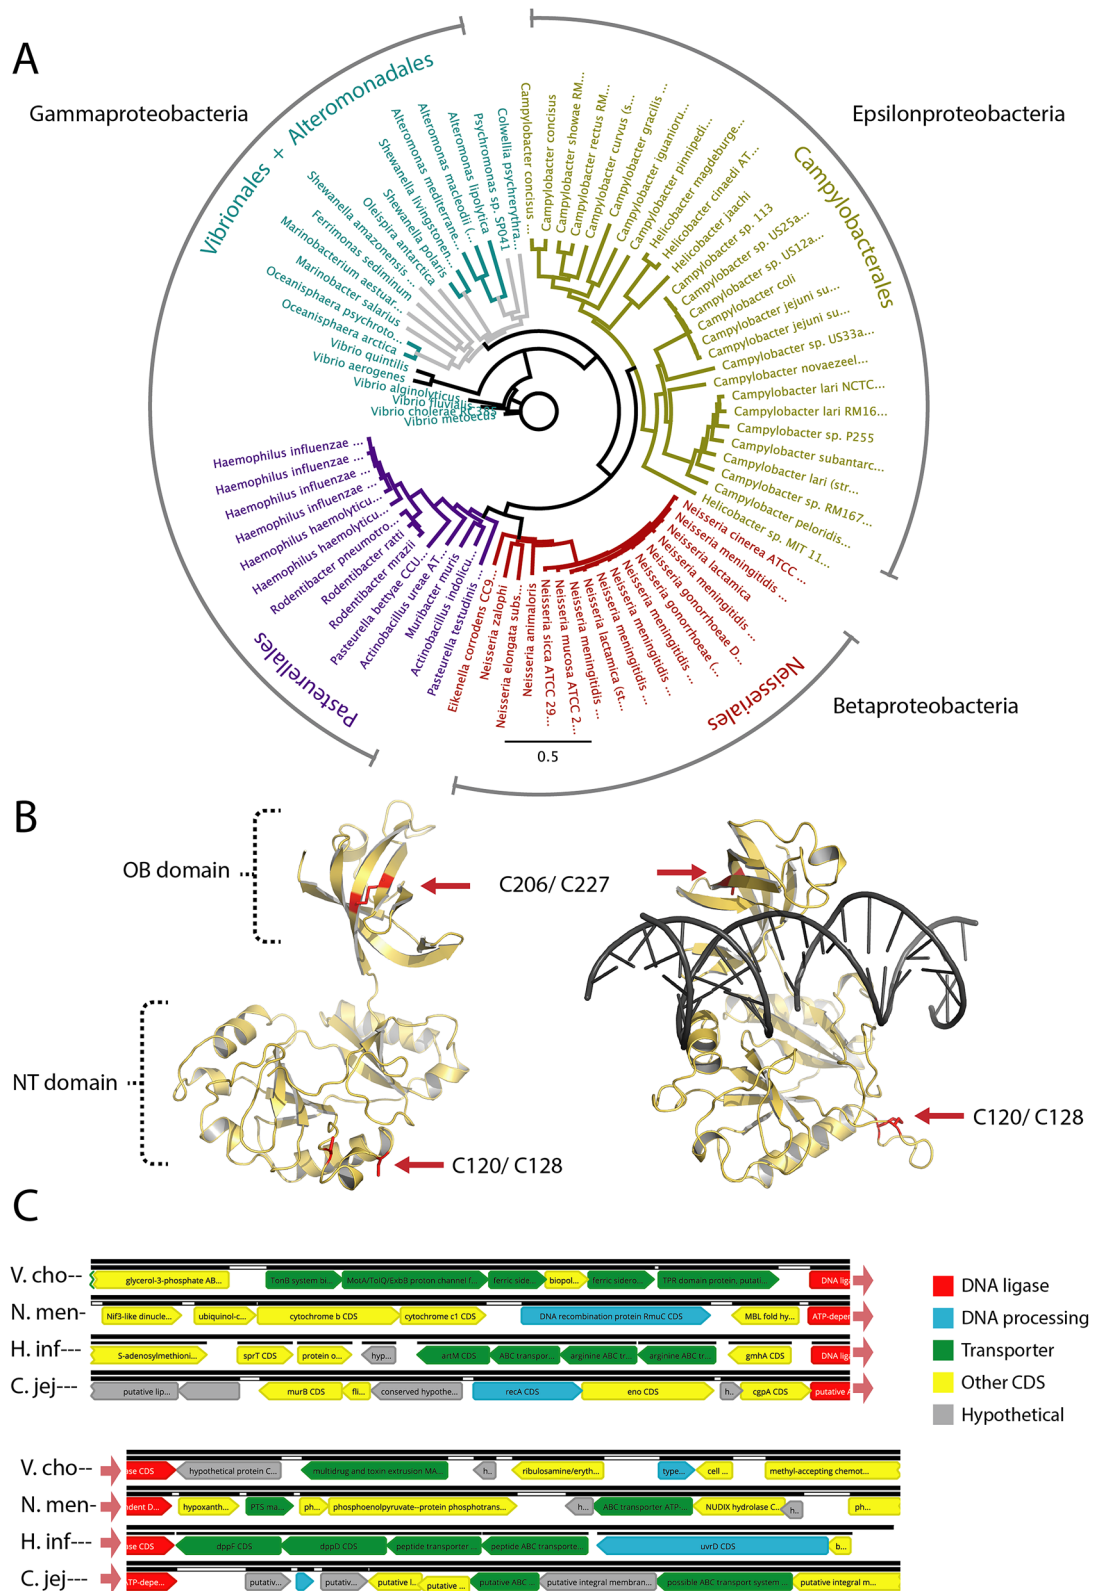 A
Gammaproteobacteria
Epsilonproteobacteria
Vibrionales + Alteromonadales
Campylobacterales
Colwellia psychrerythra...
Psychromonas sp. SP041
Alteromonas lipolytica
Alteromonas macleodii (...
Alteromonas mediterrane...
Shewanella livingstonen...
Shewanella polaris
Oleispira antarctica
Shewanella amazonensis ...
Ferrimonas sediminum
Marinobacterium aestuar...
Marinobacter salarius
Oceanisphaera psychroto...
Oceanisphaera arctica
Vibrio quintilis
Vibrio aerogenes
Vibrio alginolyticus
Vibrio fluvialis
Vibrio cholerae RC385
Vibrio metoecus
Campylobacter concisus ...
Campylobacter concisus
Campylobacter showae RM...
Campylobacter rectus RM...
Campylobacter curvus (s...
Campylobacter gracilis ...
Campylobacter iguanioru...
Campylobacter pinnipedi...
Helicobacter magdeburge...
Helicobacter cinaedi AT...
Helicobacter jaachi
Campylobacter sp. 113
Campylobacter sp. US25a...
Campylobacter sp. US12a...
Campylobacter coli
Campylobacter jejuni su...
Campylobacter jejuni su...
Campylobacter sp. US33a...
Campylobacter novaezeel...
Campylobacter lari NCTC...
Campylobacter lari RM16...
Campylobacter sp. P255
Campylobacter subantarc...
Campylobacter lari (str...
Campylobacter sp. RM167...
Campylobacter peloridis...
Helicobacter sp. MIT 11...
Neisseria cinerea ATCC ...
Neisseria meningitidis ...
Neisseria lactamica
Neisseria meningitidis ...
Neisseria gonorrhoeae D...
Neisseria gonorrhoeae (...
Neisseria meningitidis ...
Neisseria meningitidis ...
Neisseria lactamica (st...
Neisseria meningitidis ...
Neisseria mucosa ATCC 2...
Neisseria sicca ATCC 29...
Neisseria animaloris
Neisseria elongata subs...
Neisseria zalophi
Eikenella corrodens CC9...
Pasteurella testudinis
Actinobacillus indolicu...
Muribacter muris
Actinobacillus ureae AT...
Pasteurella bettyae CCU...
Rodentibacter mrazii
Rodentibacter ratti
Rodentibacter pneumotro...
Haemophilus haemolyticu...
Haemophilus haemolyticu...
Haemophilus influenzae ...
Haemophilus influenzae ...
Haemophilus influenzae ...
Haemophilus influenzae ...
Pasteurellales
Neisseriales
Betaproteobacteria
0.5
B
OB domain
C206/ C227
NT domain
C120/ C128
C120/ C128
C
V. cho-- glycerol-3-phosphate AB... TonB system bi... MotA/TolQ/ExbB proton channel f... ferric side... biopol... ferric sidero... TPR domain protein, putati... DNA liga
N. men- Nif3-like dinucle... ubiquinol-c... cytochrome b CDS cytochrome c1 CDS DNA recombination protein RmuC CDS MBL fold hy... ATP-depen
H. inf--- S-adenosylmethioni... sprT CDS protein o... hyp... artM CDS ABC transpor... arginine ABC tr... arginine ABC tr... gmhA CDS DNA liga
C. jej--- putative lip... murB CDS fli... conserved hypothe... recA CDS eno CDS h.. cgpA CDS putative A
DNA ligase
DNA processing
Transporter
Other CDS
Hypothetical
V. cho-- ase CDS hypothetical protein C... multidrug and toxin extrusion MA... h.. ribulosamine/eryth... type... cell ... methyl-accepting chemot...
N. men- ndent D... hypoxanth... PTS ma... ph... phosphoenolpyruvate--protein phosphotrans... h... ABC transporter ATP-... NUDIX hydrolase C... h.. ph...
H. inf--- ase CDS dppF CDS dppD CDS peptide transporter ... peptide ABC transporte... uvrD CDS b...
C. jej--- ATP-depe... putativ... putativ... putative l... putative ... putative ABC ... putative integral membran... possible ABC transport system ... putative integral m...